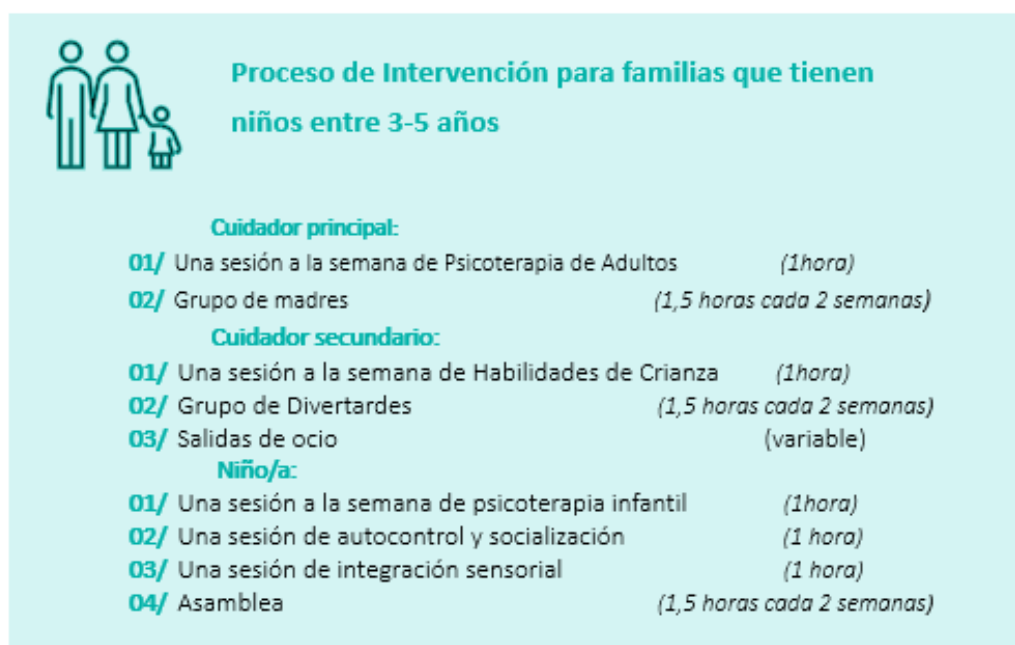 Proceso de Intervención para familias que tienen
niños entre 3-5 años
Cuidador principal:
01/ Una sesión a la semana de Psicoterapia de Adultos (1hora)
02/ Grupo de madres (1,5 horas cada 2 semanas)
Cuidador secundario:
01/ Una sesión a la semana de Habilidades de Crianza (1hora)
02/ Grupo de Divertardes (1,5 horas cada 2 semanas)
03/ Salidas de ocio (variable)
Niño/a:
01/ Una sesión a la semana de psicoterapia infantil (1hora)
02/ Una sesión de autocontrol y socialización (1 hora)
03/ Una sesión de integración sensorial (1 hora)
04/ Asamblea (1,5 horas cada 2 semanas)